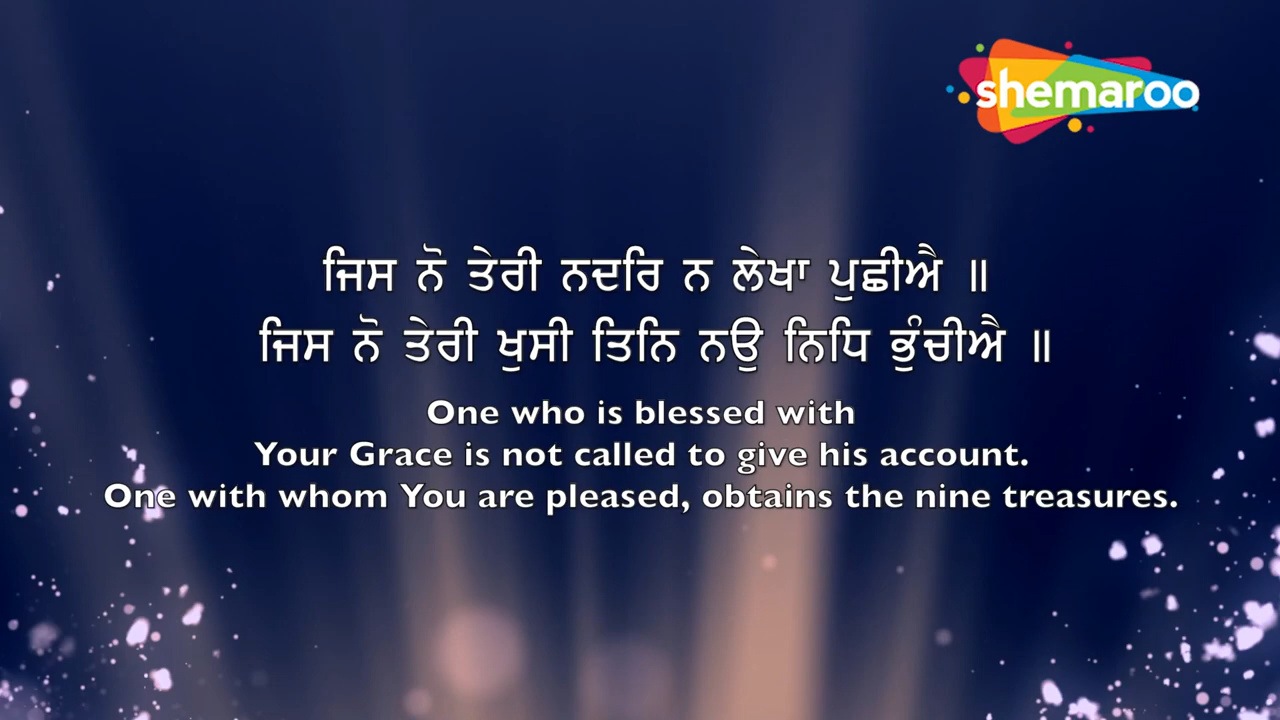 shemaroo
ਜਿਸ ਨੋ ਤੇਰੀ ਨਦਰਿ ਨ ਲੇਖਾ ਪੁਛੀਐ ॥
ਜਿਸ ਨੋ ਤੇਰੀ ਖੁਸੀ ਤਿਨਿ ਨਉ ਨਿਧਿ ਭੁੰਚੀਐ ॥
One who is blessed with
Your Grace is not called to give his account.
One with whom You are pleased, obtains the nine treasures.